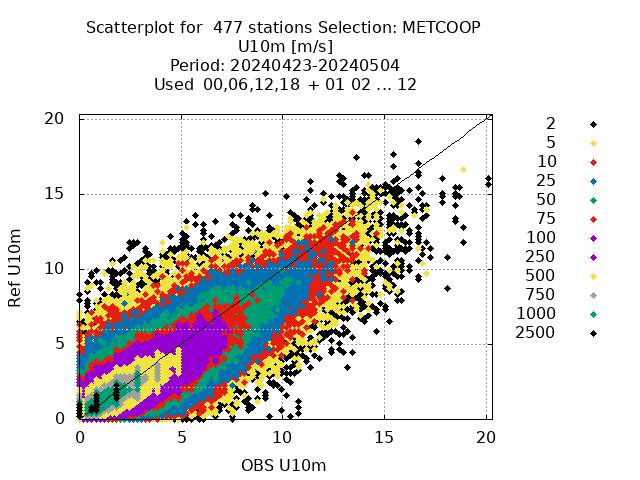 Scatterplot for  477 stations Selection: METCOOP
U10m [m/s]
Period: 20240423-20240504
Used  00,06,12,18 + 01 02 ... 12
20
15
10
5
0
Ref U10m
0 5 10 15 20
OBS U10m
2
5
10
25
50
75
100
250
500
750
1000
2500